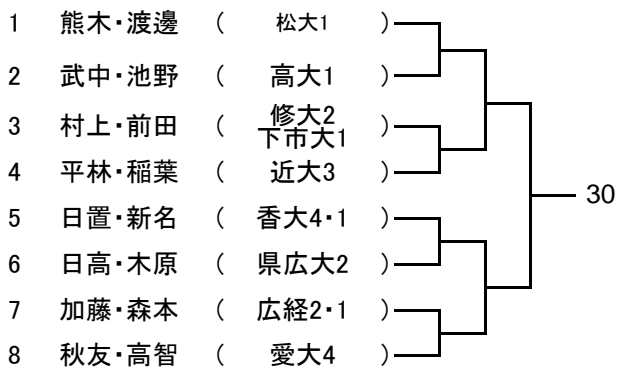 1 熊木・渡邊 ( 松大1 )
2 武中・池野 ( 高大1 )
3 村上・前田 ( 修大2
下市大1 )
4 平林・稲葉 ( 近大3 )
30
5 日置・新名 ( 香大4・1 )
6 日高・木原 ( 県広大2 )
7 加藤・森本 ( 広経2・1 )
8 秋友・高智 ( 愛大4 )